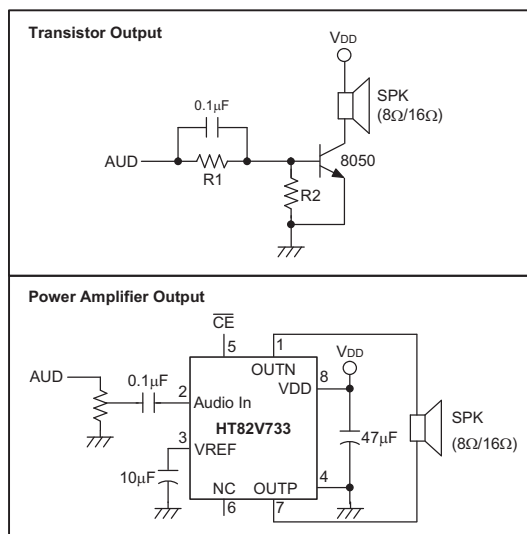 Transistor Output
VDD
SPK
(8Ω/16Ω)
0.1µF
AUD
R1
8050
R2
Power Amplifier Output
CE
5
1
OUTN
VDD
8
VDD
AUD
0.1µF
2
Audio In
HT82V733
3
VREF
10µF
47µF
SPK
(8Ω/16Ω)
NC
OUTP
4
6
7